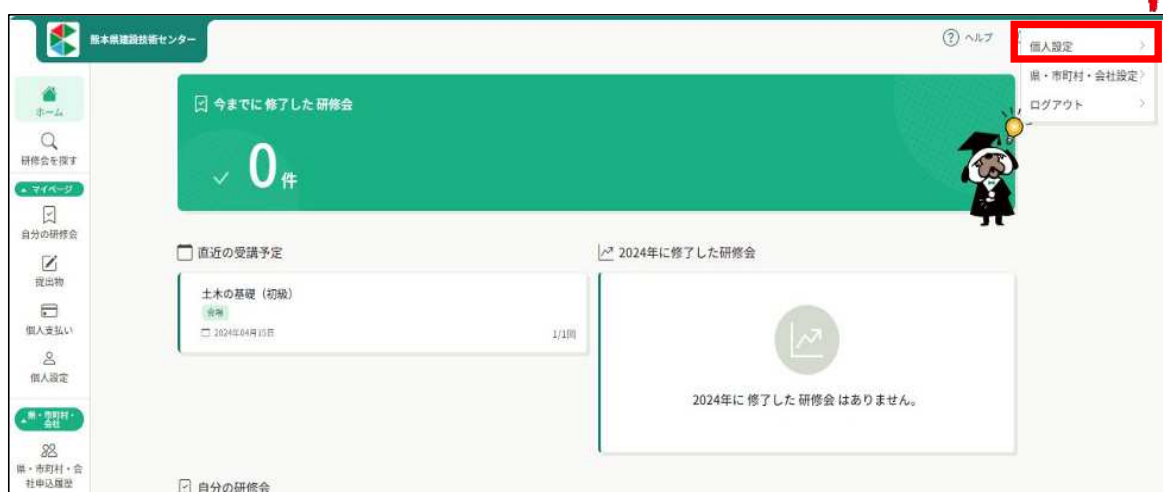 熊本県建設技術センター
? ヘルプ
個人設定
県・市町村・会社設定
ログアウト
ホーム
研修会を探す
マイページ
自分の研修会
提出物
個人支払い
個人設定
県・市町村・
会社
県・市町村・会
社申込履歴
今までに修了した研修会
0件
直近の受講予定
土木の基礎（初級）
会場
2024年04月15日
1/1回
2024年に修了した研修会
2024年に 修了した 研修会 はありません。
自分の研修会